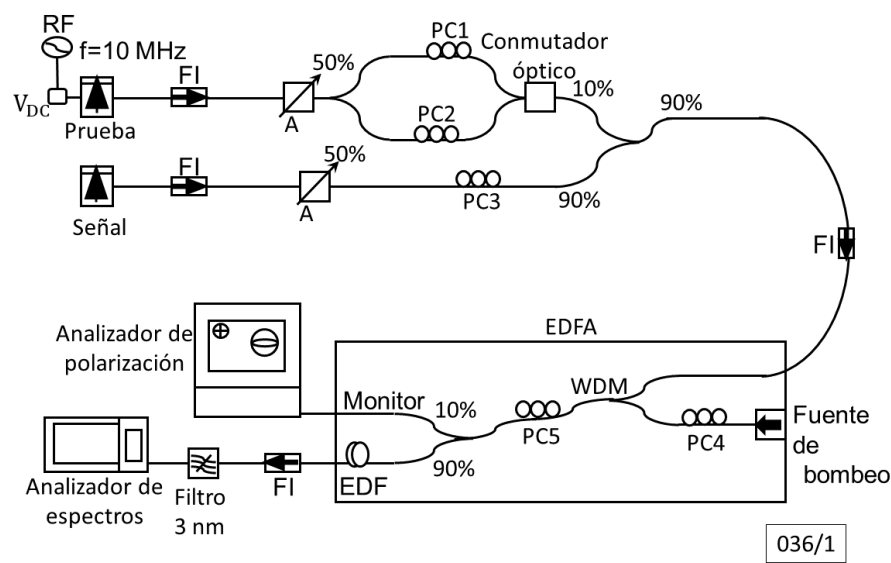 RF
f=10 MHz
VDC
Prueba
FI
50%
A
PC1
PC2
Conmutador
óptico
10%
90%
Señal
FI
50%
A
PC3
90%
FI
Analizador de
polarización
EDFA
Monitor
10%
PC5
WDM
PC4
Fuente
de
bombeo
90%
EDF
FI
Filtro
3 nm
Analizador de
espectros
036/1